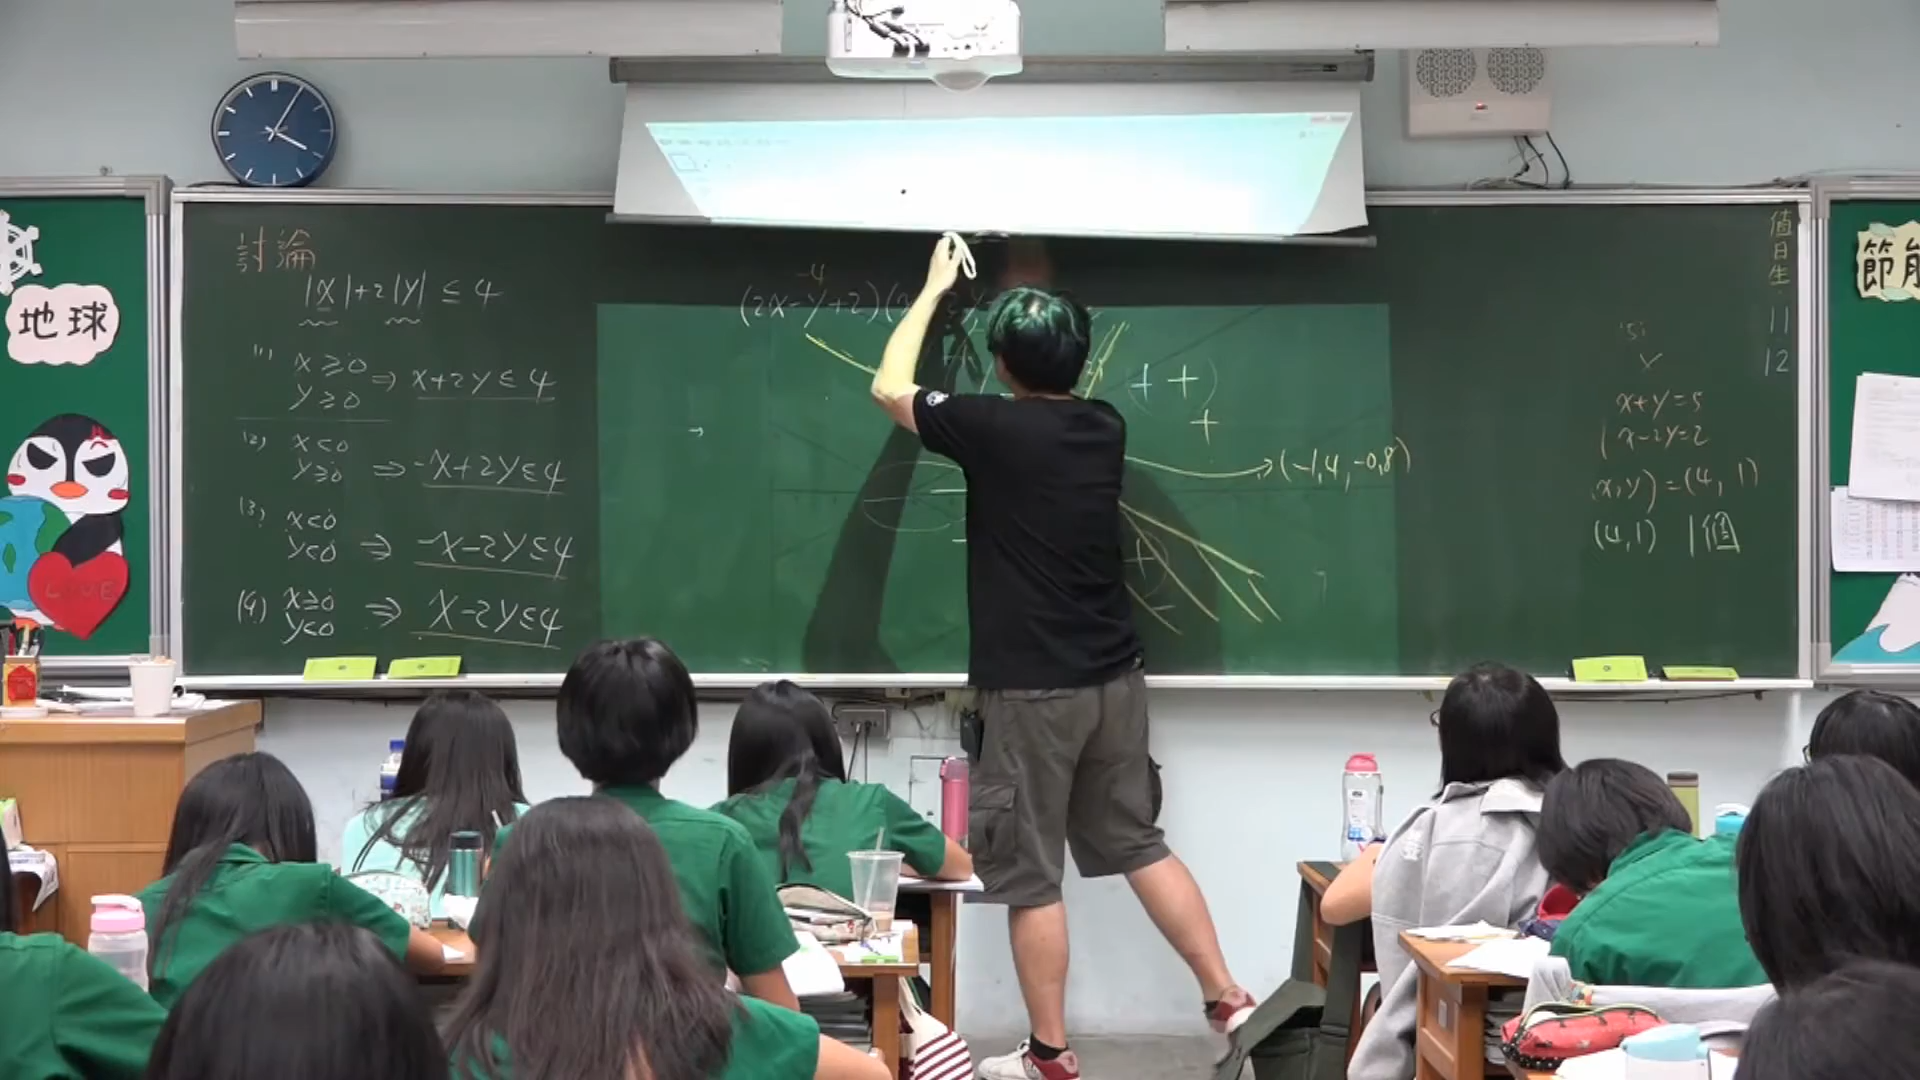 討論
|x|+2|y| ≤ 4
(1) x≥0
y≥0 ⇒ x+2y≤4
(2) x<0
y≥0 ⇒ -x+2y≤4
(3) x<0
y<0 ⇒ -x-2y≤4
(4) x≥0
y<0 ⇒ x-2y≤4
-4
(2x-y+2)(x
+ +
+
(-1,4, -0,8)
(5)
x+y=5
x-2y=2
(x,y)=(4, 1)
(4,1) 1個
值日生
11
12
地球
LOVE
節